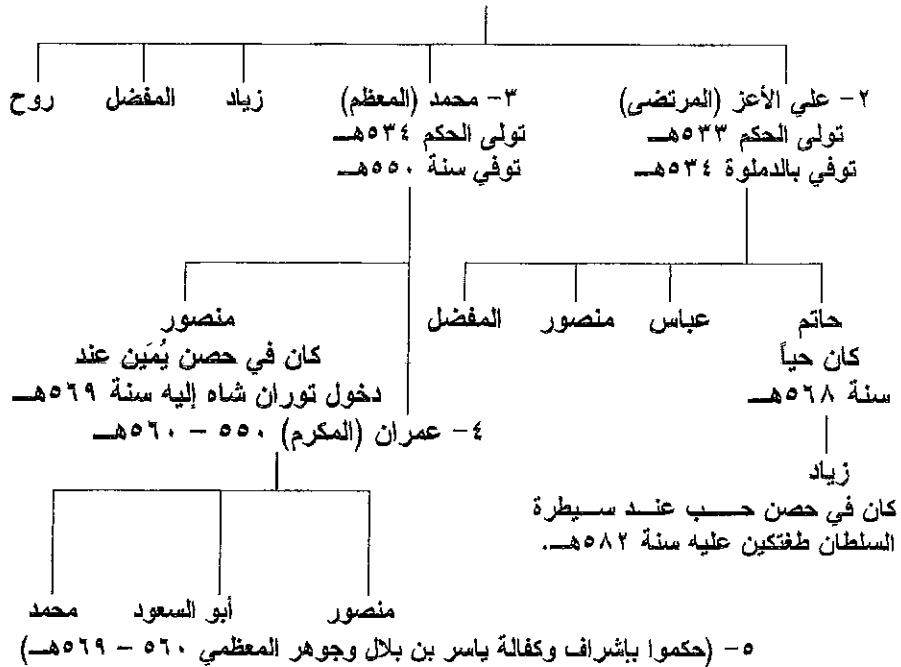 ٢- علي الأعز (المرتضى) ٣- محمد (المعظم) زياد المفضل روح
تولى الحكم ٥٣٣هـ تولى الحكم ٥٣٤هـ
توفي بالدملوة ٥٣٤هـ توفي سنة ٥٥٠هـ
حاتم عباس منصور المفضل منصور
كان حياً كان في حصن يُمَين عند
سنة ٥٦٨هـ دخول توران شاه إليه سنة ٥٦٩هـ
٤- عمران (المكرم) ٥٥٠ - ٥٦٠هـ
زياد
كان في حصن حب عند سيطرة
السلطان طغتكين عليه سنة ٥٨٢هـ.
منصور أبو السعود محمد
٥- (حكموا بإشراف وكفالة ياسر بن بلال وجوهر المعظمي ٥٦٠ - ٥٦٩هـ)